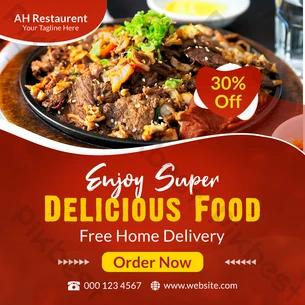 AH Restaurent
Your Tagline Here
30%
Off
Enjoy Super
Delicious Food
Free Home Delivery
Order Now
000 123 4567
www.website.com